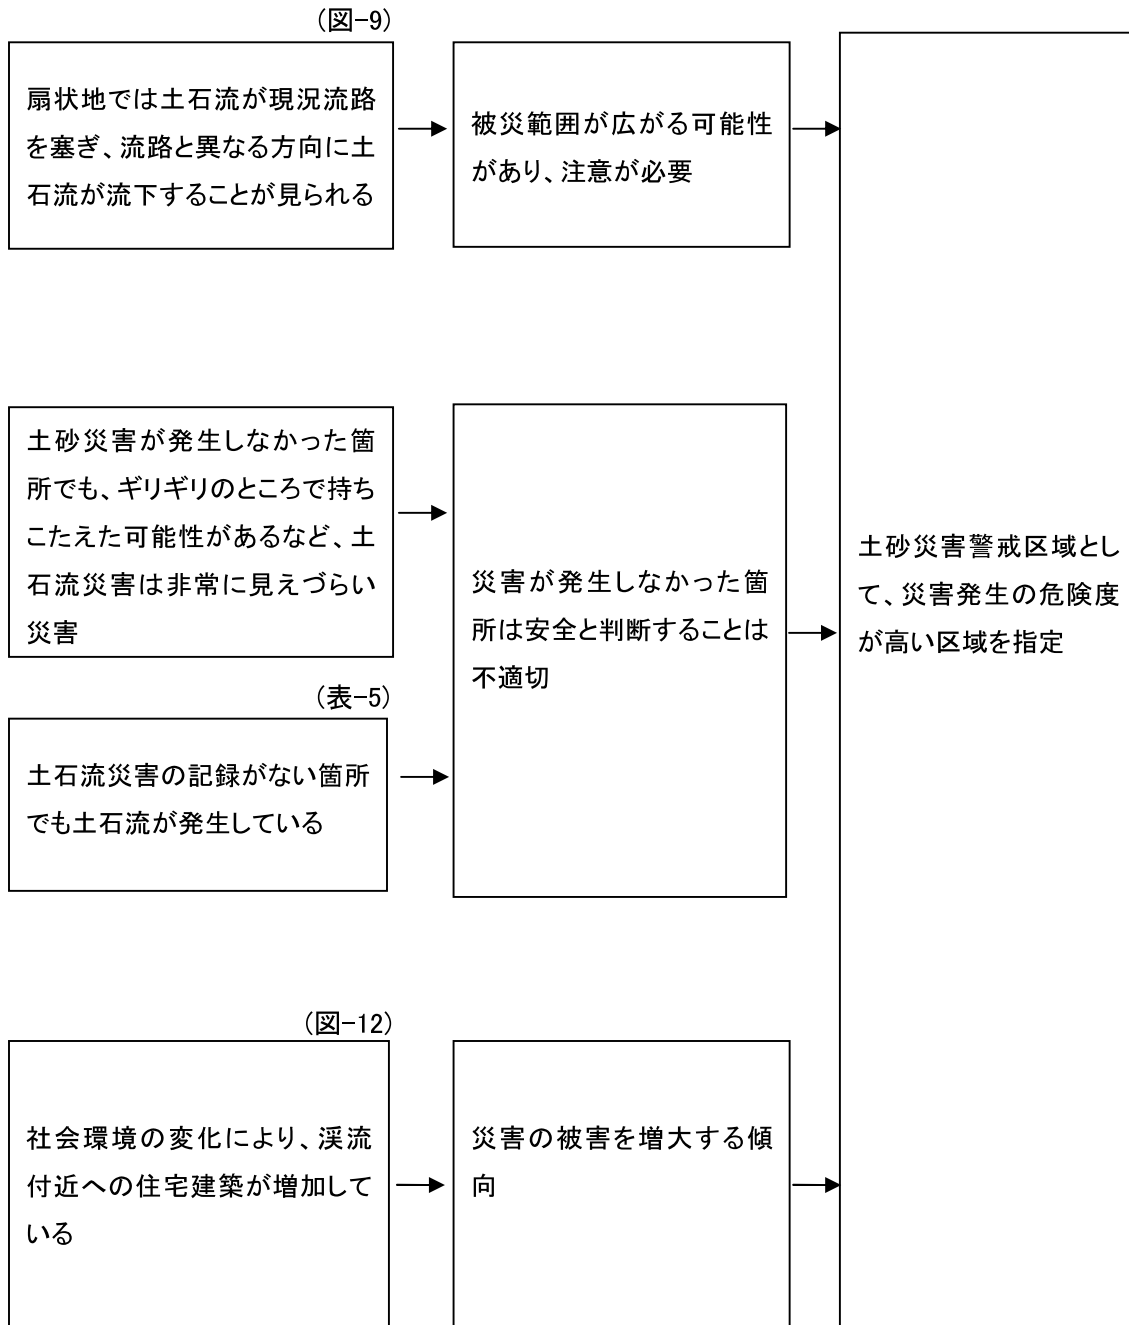 (図-9)
扇状地では土石流が現況流路
を塞ぎ、流路と異なる方向に土
石流が流下することが見られる
被災範囲が広がる可能性
があり、注意が必要
土砂災害が発生しなかった箇
所でも、ギリギリのところで持ち
こたえた可能性があるなど、土
石流災害は非常に見えづらい
災害
(表-5)
土石流災害の記録がない箇所
でも土石流が発生している
災害が発生しなかった箇
所は安全と判断することは
不適切
(図-12)
社会環境の変化により、渓流
付近への住宅建築が増加して
いる
災害の被害を増大する傾
向
土砂災害警戒区域とし
て、災害発生の危険度
が高い区域を指定